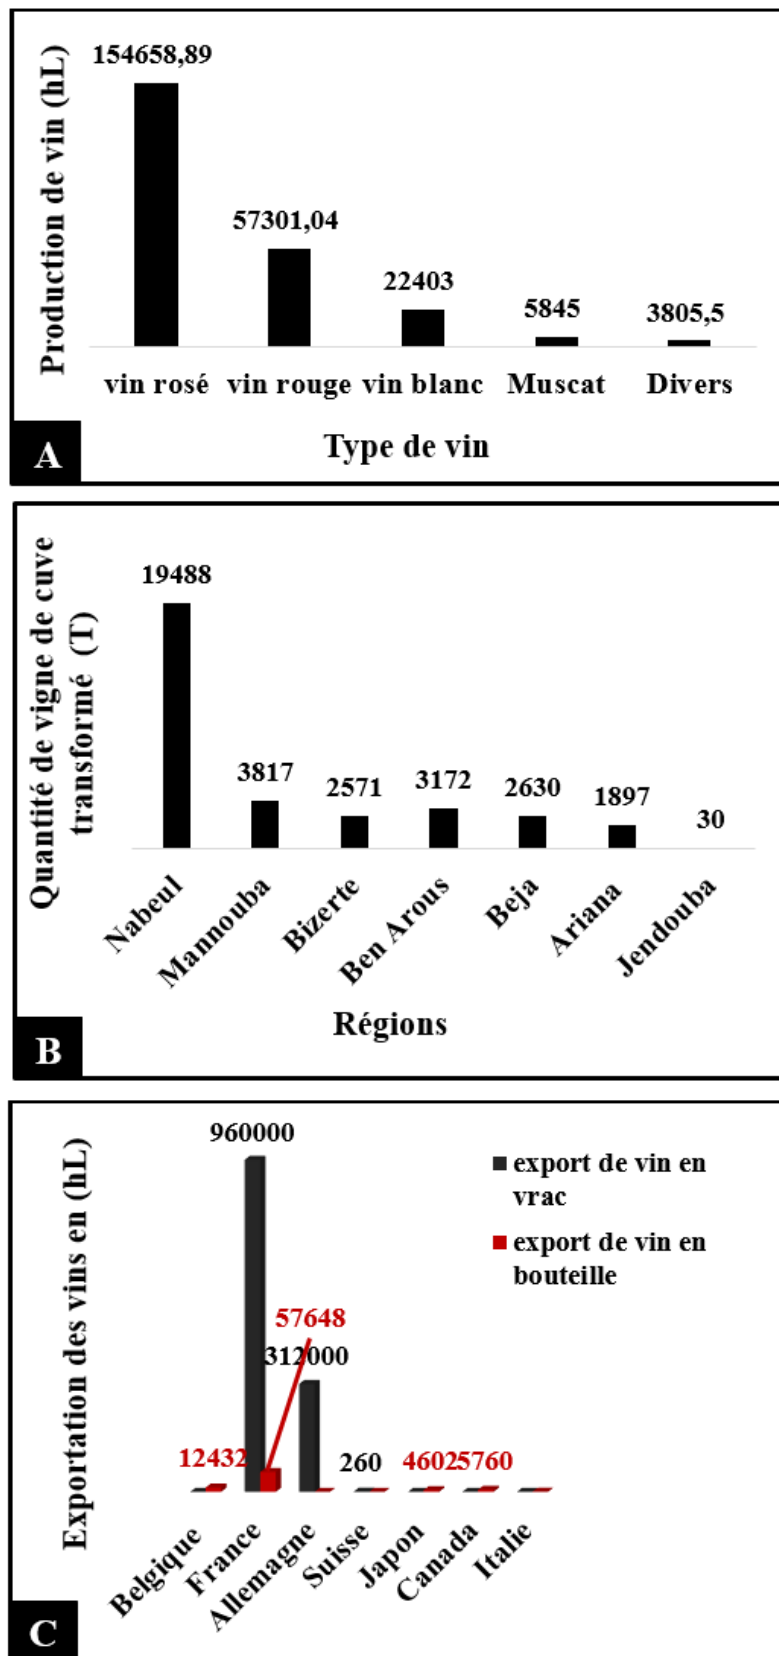 Production de vin (hL)
154658,89
57301,04
22403
5845
3805,5
vin rosé
vin rouge
vin blanc
Muscat
Divers
Type de vin
A
Quantité de vigne de cuve
transformé (T)
19488
3817
2571
3172
2630
1897
30
Nabeul
Mannouba
Bizerte
Ben Arous
Beja
Ariana
Jendouba
Régions
B
Exportation des vins en (hL)
960000
export de vin en
vrac
export de vin en
bouteille
57648
312000
12432
260
4602
5760
Belgique
France
Allemagne
Suisse
Japon
Canada
Italie
C